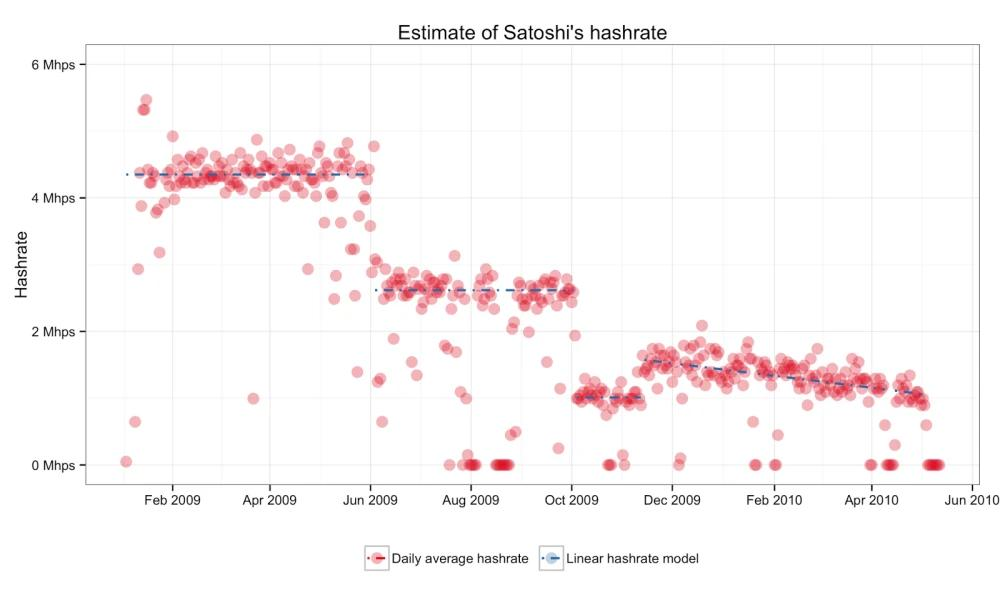 Estimate of Satoshi's hashrate
6 Mhps
4 Mhps
2 Mhps
0 Mhps
Hashrate
Feb 2009 Apr 2009 Jun 2009 Aug 2009 Oct 2009 Dec 2009 Feb 2010 Apr 2010 Jun 2010
Daily average hashrate Linear hashrate model